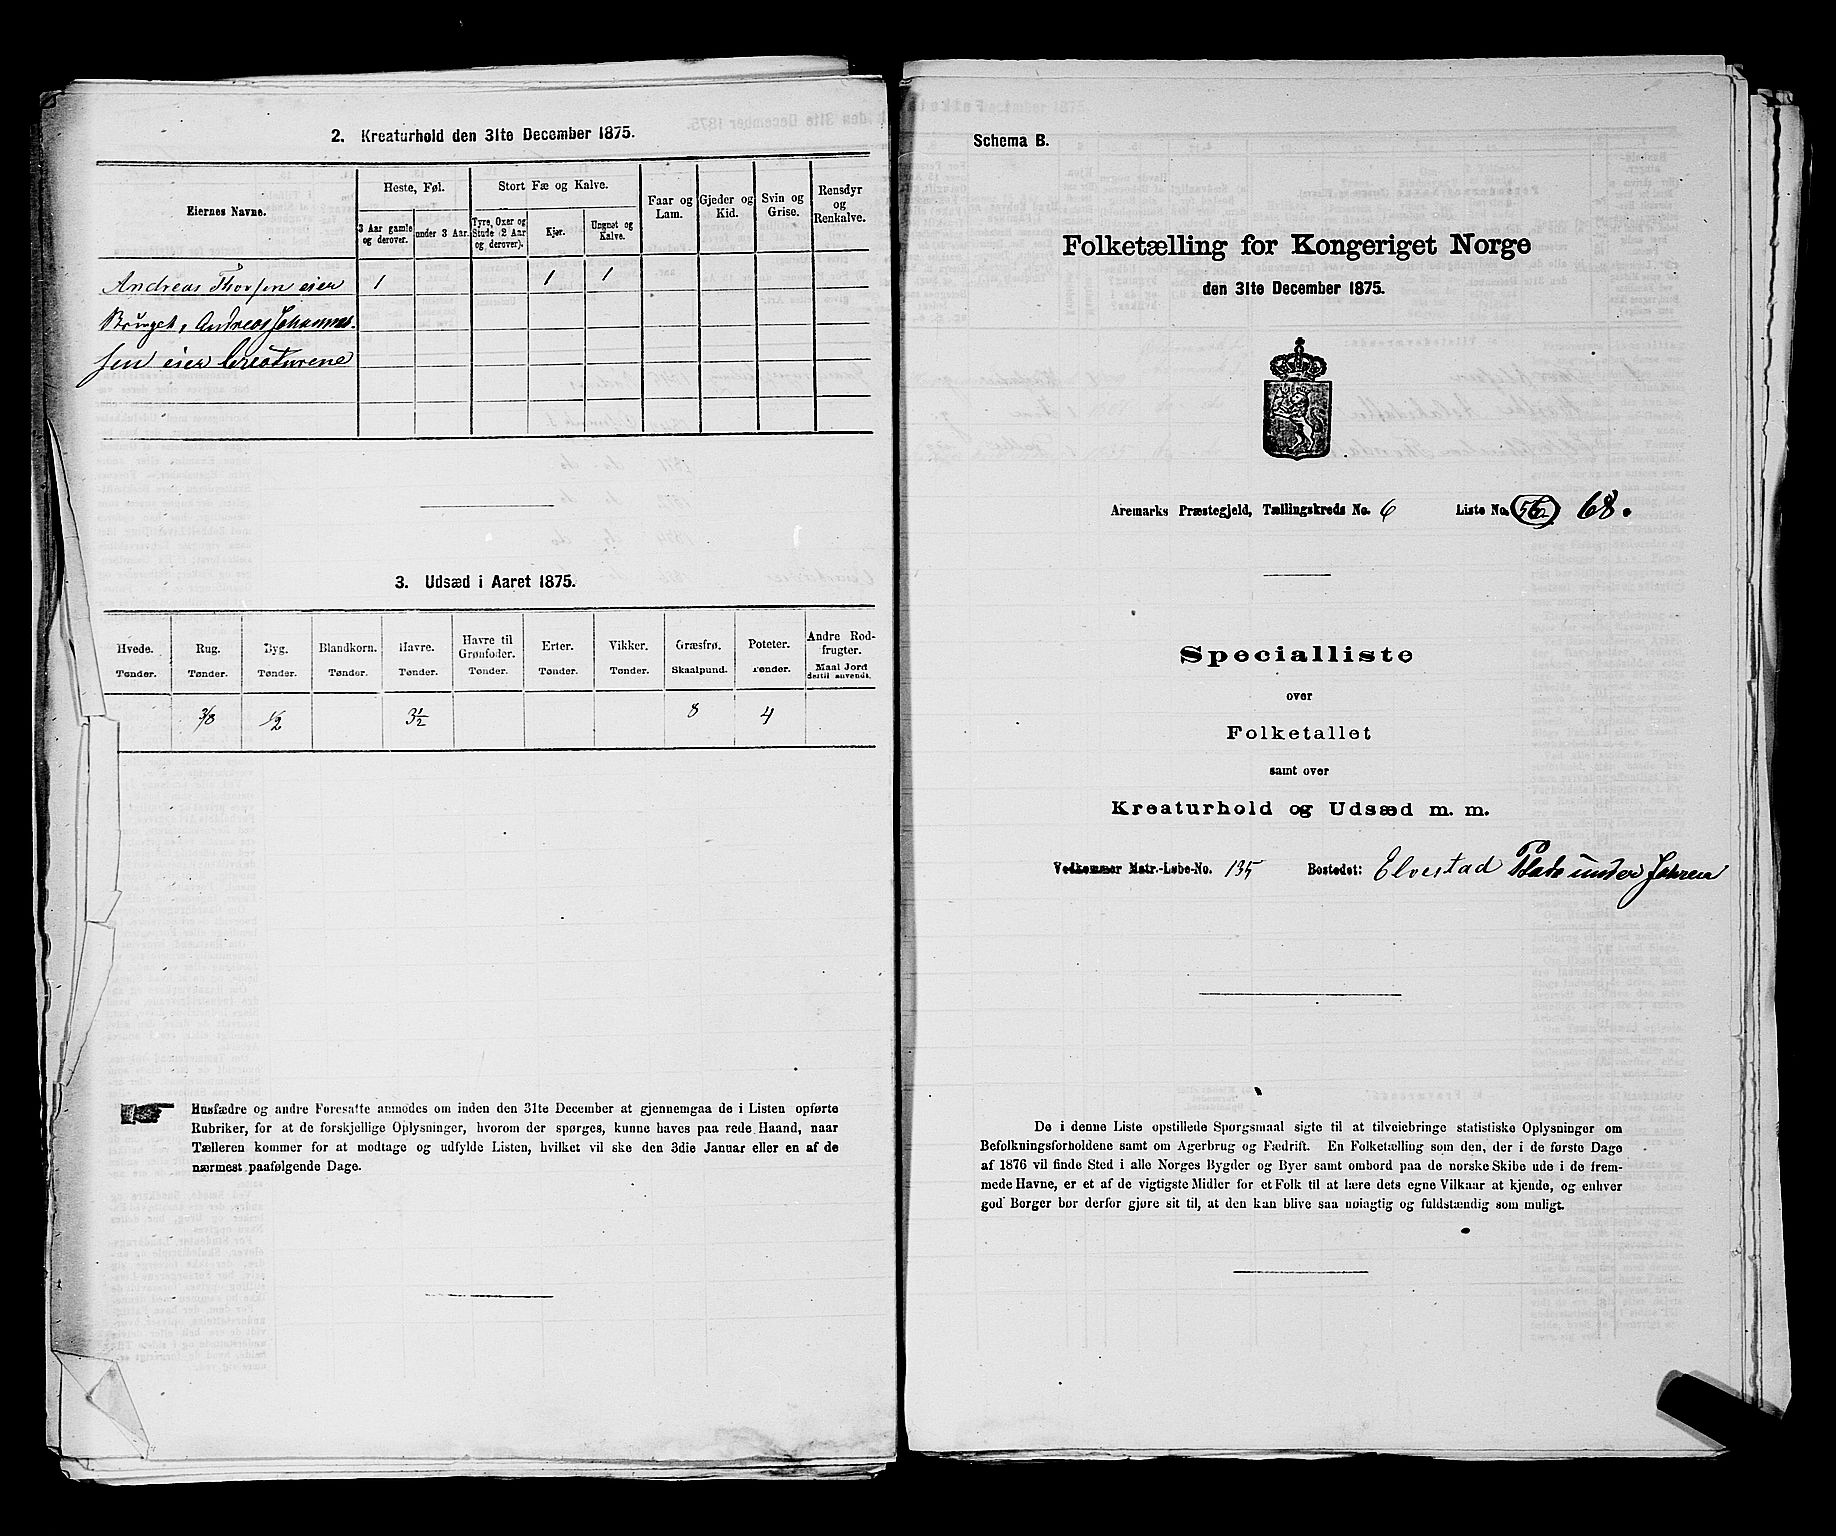 2. Kreaturhold den 31te December 1875.
Eiernes Navne.
Heste, Føl.
3 Aar gamle og derover.
under 3 Aar.
Stort Fæ og Kalve.
Tyre, Oxer og Stude (2 Aar og derover).
Kjør.
Ungnøt og Kalve.
Faar og Lam.
Gjeder og Kid.
Svin og Grise.
Rensdyr og Renkalve.
Andreas Thorsen eier 1 1 1
Bruget, Andreas Johannes-
sen eier Creaturene
3. Udsæd i Aaret 1875.
Hvede. Tønder.
Rug. Tønder.
Byg. Tønder.
Blandkorn. Tønder.
Havre. Tønder.
Havre til Grønfoder. Tønder.
Erter. Tønder.
Vikker. Tønder.
Græsfrø. Skaalpund.
Poteter. Tønder.
Andre Rodfrugter. Maal Jord dertil anvendt.
3/8 1/2 3 1/2 8 4
Husfædre og andre Foresatte anmodes om inden den 31te December at gjennemgaa de i Listen opførte
Rubriker, for at de forskjellige Oplysninger, hvorom der spørges, kunne haves paa rede Haand, naar
Tælleren kommer for at modtage og udfylde Listen, hvilket vil ske den 3die Januar eller en af de
nærmest paafølgende Dage.
Schema B.
Folketælling for Kongeriget Norge
den 31te December 1875.
Aremarks Præstegjeld, Tællingskreds No. 6 Liste No. 68.
Specialliste
over
Folketallet
samt over
Kreaturhold og Udsæd m. m.
Vedkommer Matr.-Løbe-No. 135 Bostedet: Elvestad Plads under
De i denne Liste opstillede Spørgsmaal sigte til at tilveiebringe statistiske Oplysninger om
Befolkningsforholdene samt om Agerbrug og Fædrift. En Folketælling som den, der i de første Dage
af 1876 vil finde Sted i alle Norges Bygder og Byer samt ombord paa de norske Skibe ude i de frem-
mede Havne, er et af de vigtigste Midler for et Folk til at lære dets egne Vilkaar at kjende, og enhver
god Borger bør derfor gjøre sit til, at den kan blive saa nøiagtig og fuldstændig som muligt.